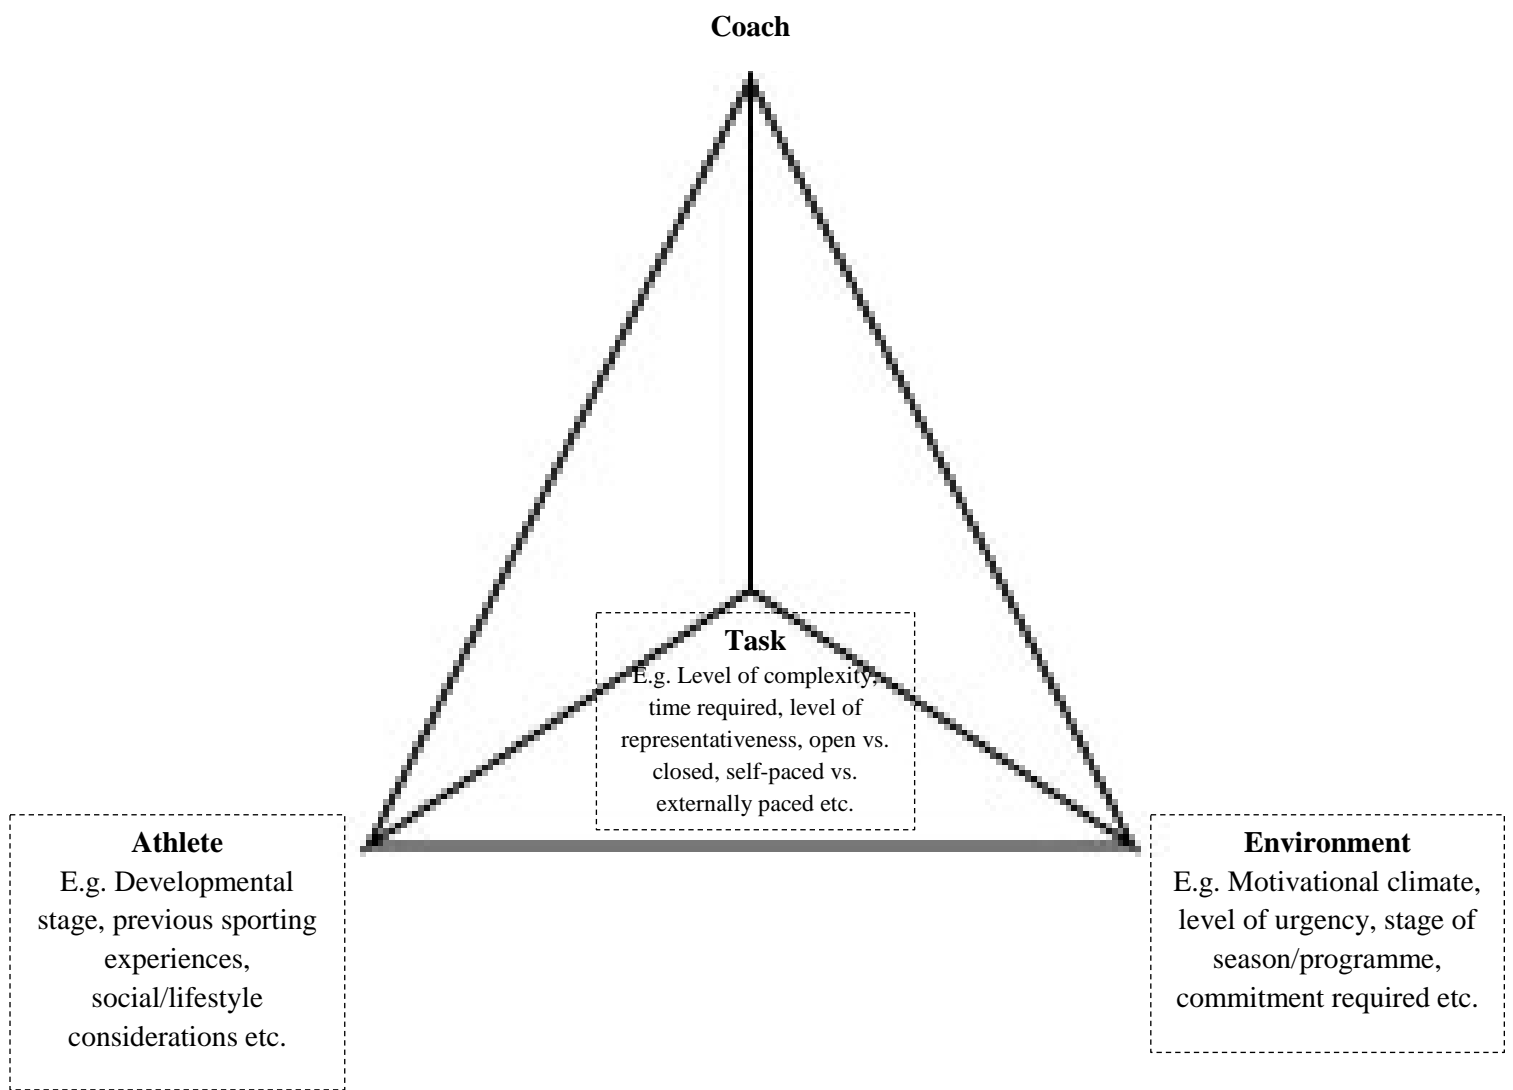 Coach
Task
E.g. Level of complexity,
time required, level of
representativeness, open vs.
closed, self-paced vs.
externally paced etc.
Athlete
E.g. Developmental
stage, previous sporting
experiences,
social/lifestyle
considerations etc.
Environment
E.g. Motivational climate,
level of urgency, stage of
season/programme,
commitment required etc.